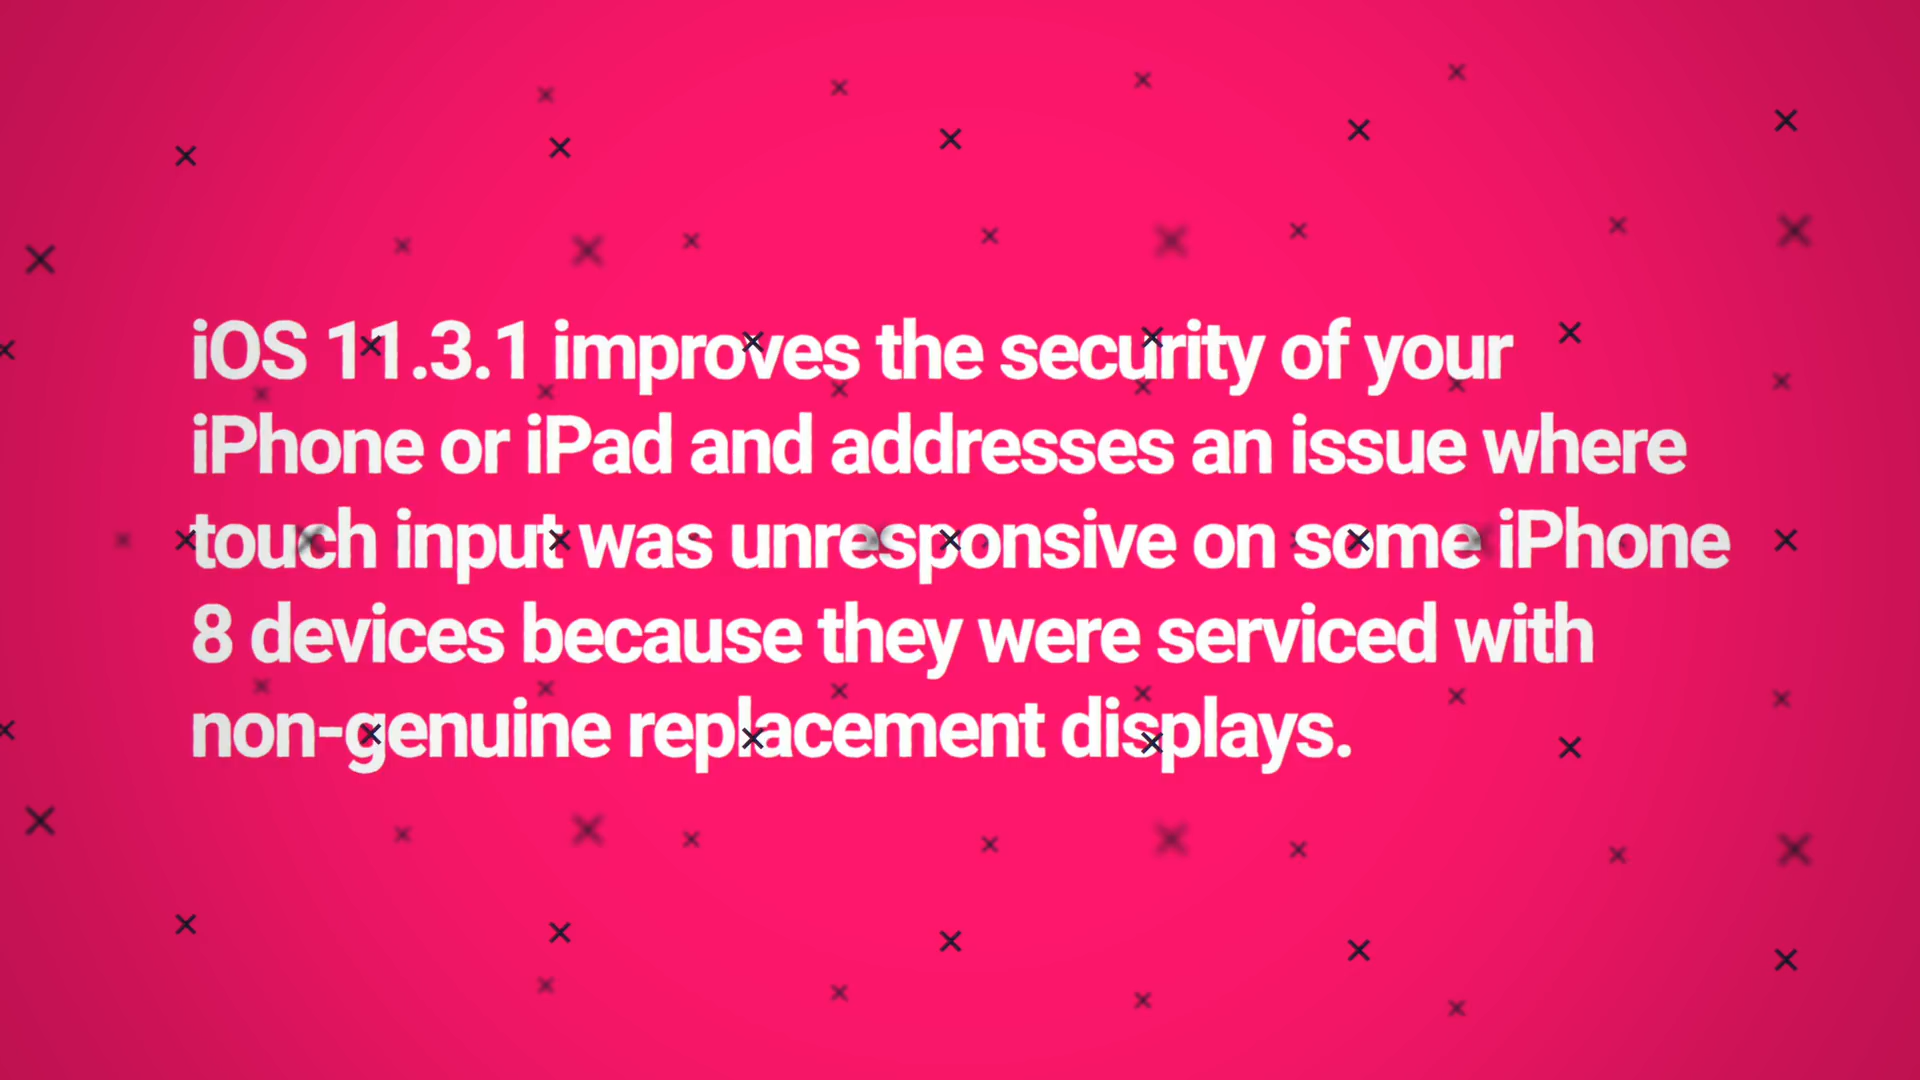 iOS 11.3.1 improves the security of your
iPhone or iPad and addresses an issue where
touch input was unresponsive on some iPhone
8 devices because they were serviced with
non-genuine replacement displays.